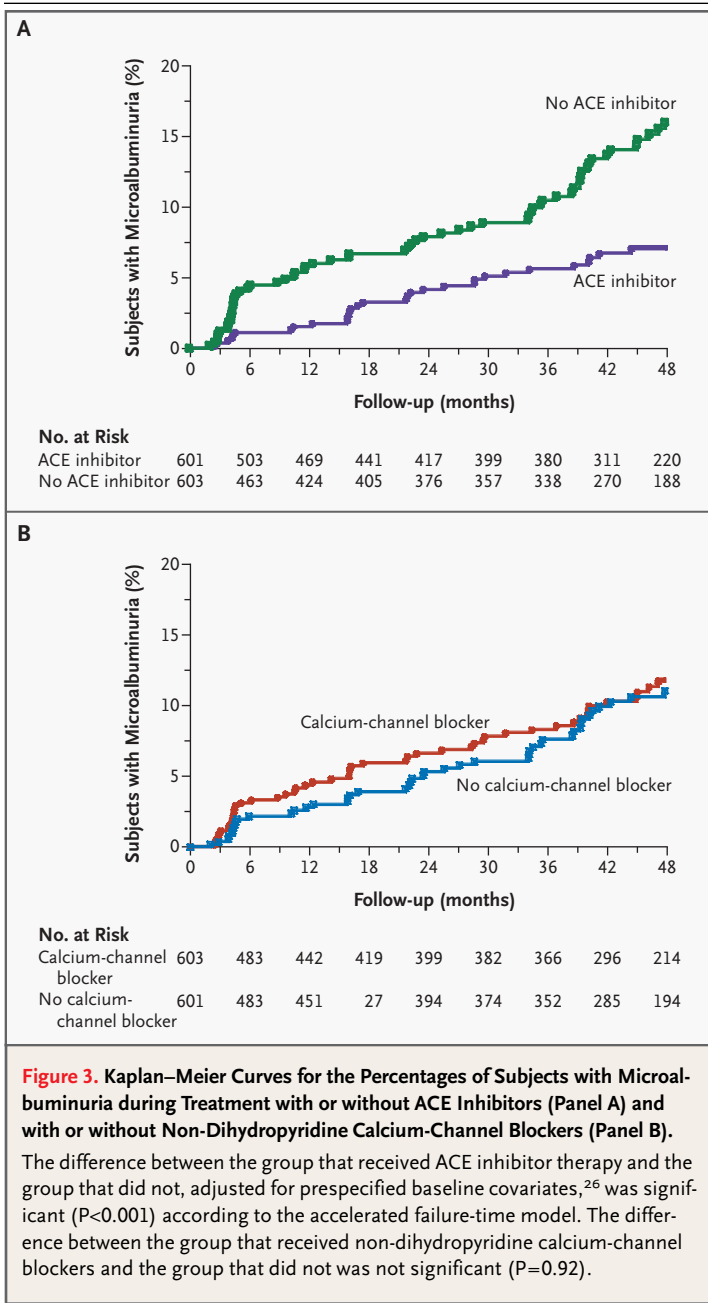 A
20
15
10
5
0
Subjects with Microalbuminuria (%)
No ACE inhibitor
ACE inhibitor
0 6 12 18 24 30 36 42 48
Follow-up (months)
No. at Risk
ACE inhibitor 601 503 469 441 417 399 380 311 220
No ACE inhibitor 603 463 424 405 376 357 338 270 188
B
20
15
10
5
0
Subjects with Microalbuminuria (%)
Calcium-channel blocker
No calcium-channel blocker
0 6 12 18 24 30 36 42 48
Follow-up (months)
No. at Risk
Calcium-channel 603 483 442 419 399 382 366 296 214
blocker
No calcium- 601 483 451 27 394 374 352 285 194
channel blocker
Figure 3. Kaplan–Meier Curves for the Percentages of Subjects with Microal-
buminuria during Treatment with or without ACE Inhibitors (Panel A) and
with or without Non-Dihydropyridine Calcium-Channel Blockers (Panel B).
The difference between the group that received ACE inhibitor therapy and the
group that did not, adjusted for prespecified baseline covariates,²⁶ was signif-
icant (P<0.001) according to the accelerated failure-time model. The differ-
ence between the group that received non-dihydropyridine calcium-channel
blockers and the group that did not was not significant (P=0.92).